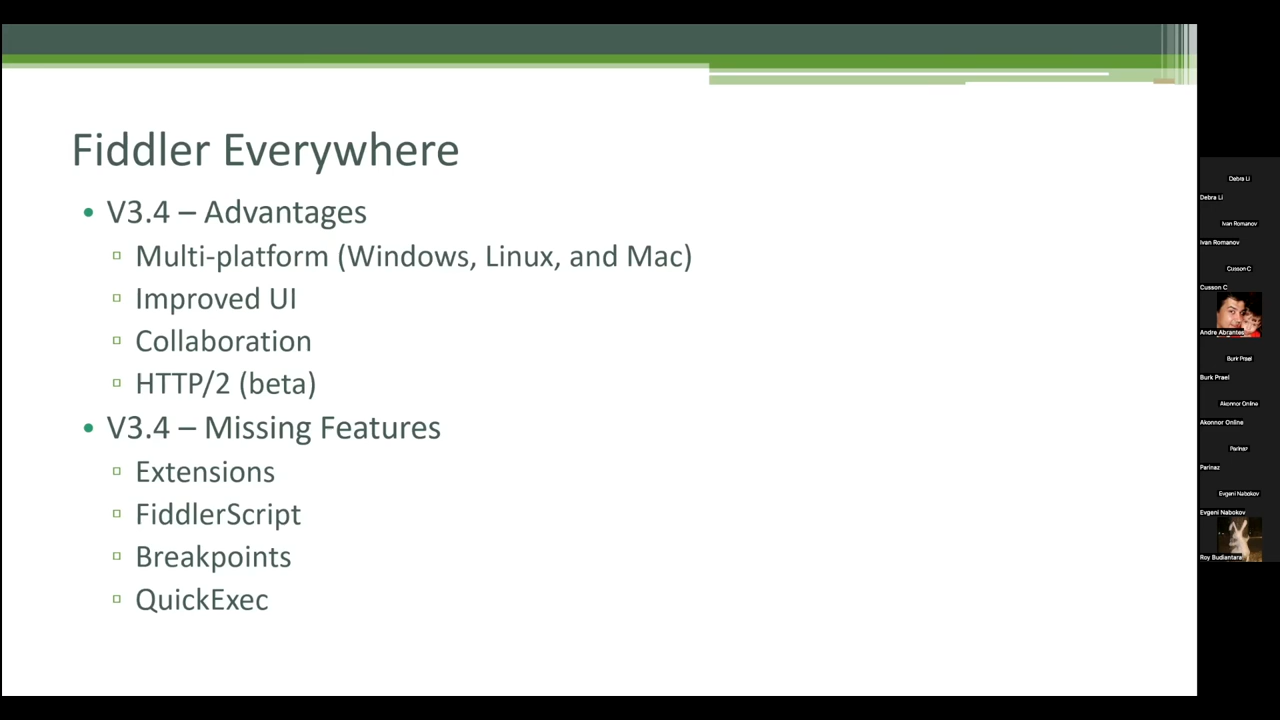 Fiddler Everywhere
• V3.4 – Advantages
▫ Multi-platform (Windows, Linux, and Mac)
▫ Improved UI
▫ Collaboration
▫ HTTP/2 (beta)
• V3.4 – Missing Features
▫ Extensions
▫ FiddlerScript
▫ Breakpoints
▫ QuickExec
Debra Li
Debra Li
Ivan Romanov
Ivan Romanov
Cusson C
Cusson C
Andre Abrantes
Burk Prael
Burk Prael
Akonnor Online
Akonnor Online
Parinaz
Parinaz
Evgeni Nabokov
Evgeni Nabokov
Roy Budiantara